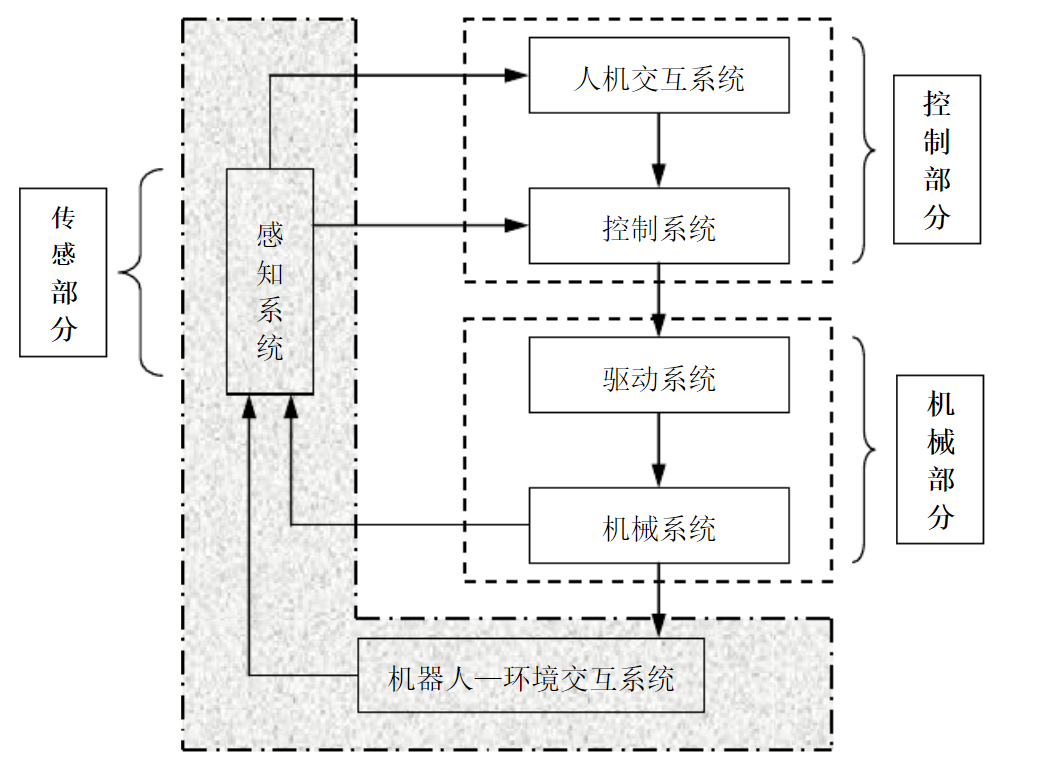 人机交互系统
控制部分
传感部分
感知系统
控制系统
驱动系统
机械部分
机械系统
机器人—环境交互系统